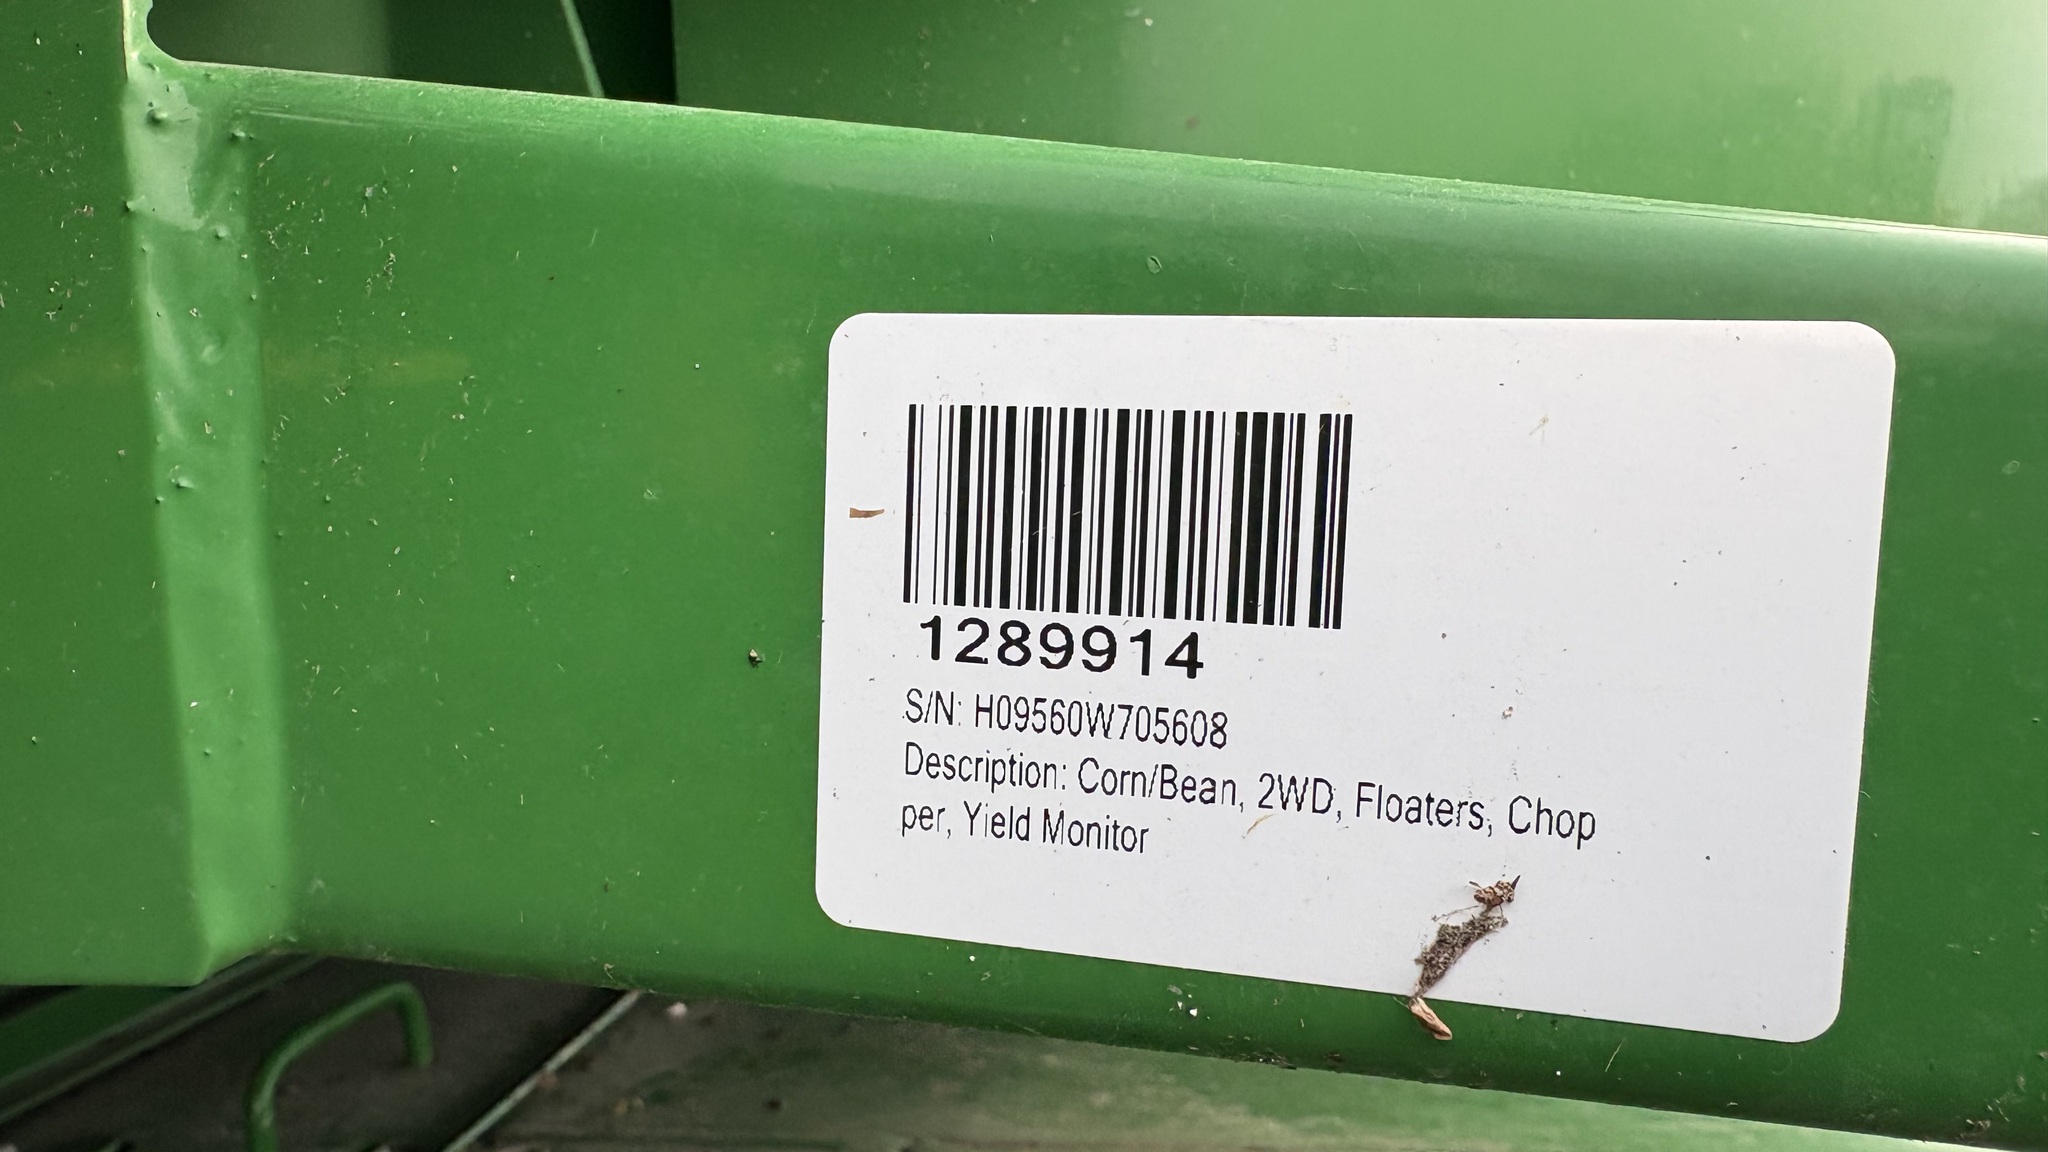 1289914
S/N: H09560W705608
Description: Corn/Bean, 2WD, Floaters, Chop
per, Yield Monitor